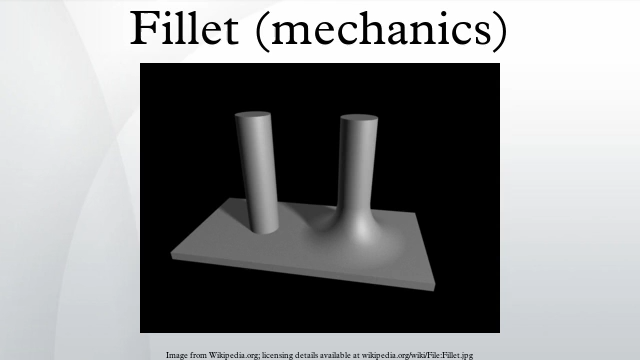 Fillet (mechanics)
Image from Wikipedia.org; licensing details available at wikipedia.org/wiki/File:Fillet.jpg